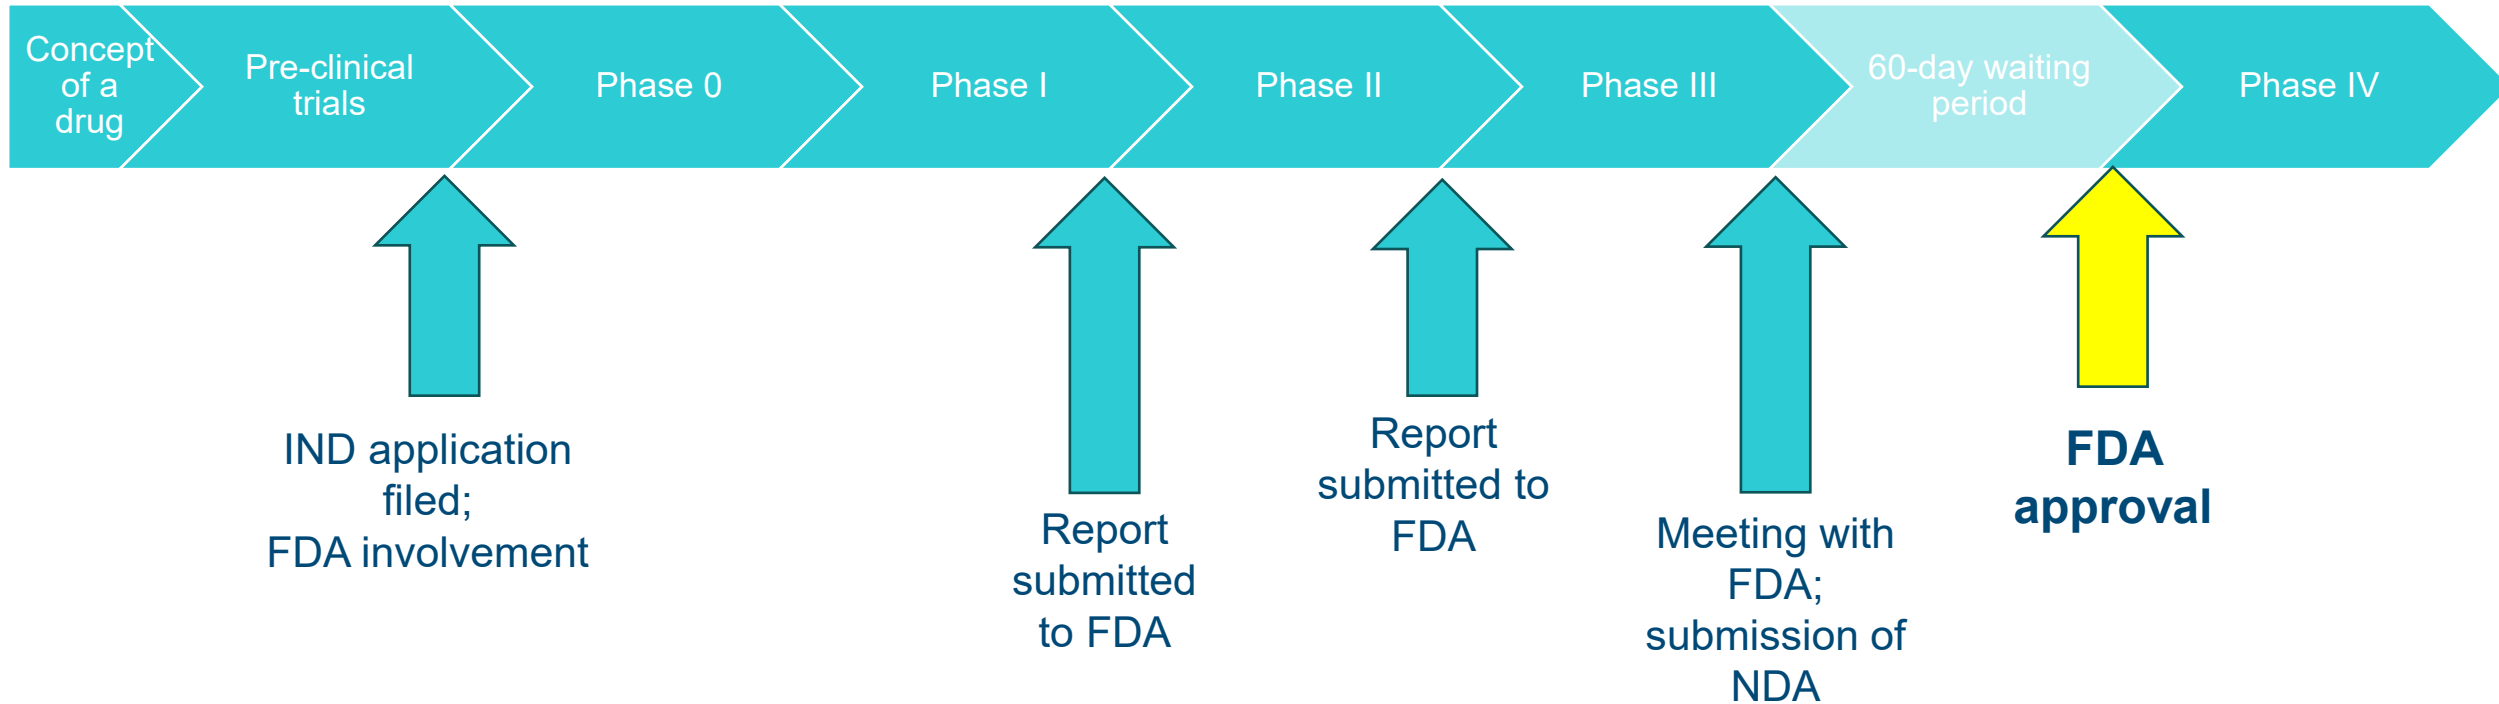 Concept
of a
drug
Pre-clinical
trials
Phase 0
Phase I
Phase II
Phase III
60-day waiting
period
Phase IV
IND application
filed;
FDA involvement
Report
submitted
to FDA
Report
submitted to
FDA
Meeting with
FDA;
submission of
NDA
FDA
approval